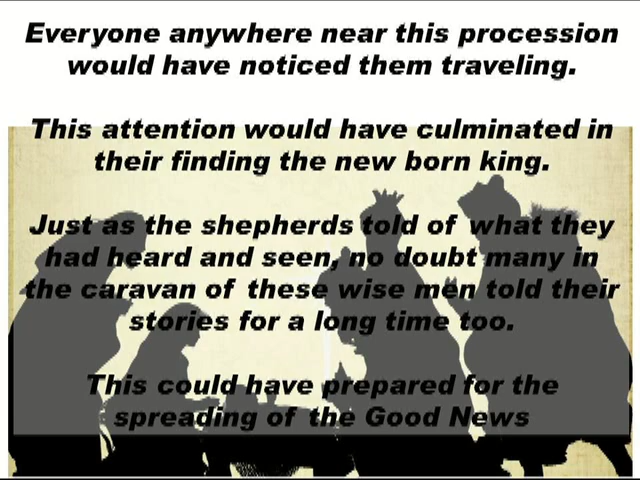 Everyone anywhere near this procession
would have noticed them traveling.
This attention would have culminated in
their finding the new born king.
Just as the shepherds told of what they
had heard and seen, no doubt many in
the caravan of these wise men told their
stories for a long time too.
This could have prepared for the
spreading of the Good News